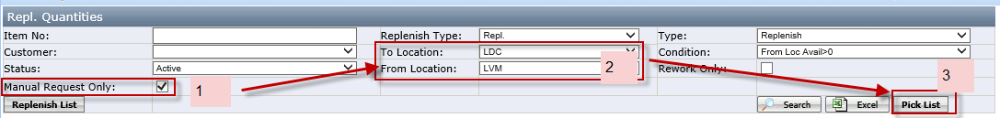 Repl. Quantities
Item No: Replenish Type: Repl. Type: Replenish
Customer: To Location: LDC Condition: From Loc Avail>0
Status: Active From Location: LVM Rework Only:
Manual Request Only: 1 2 3
Replenish List Search Excel Pick List